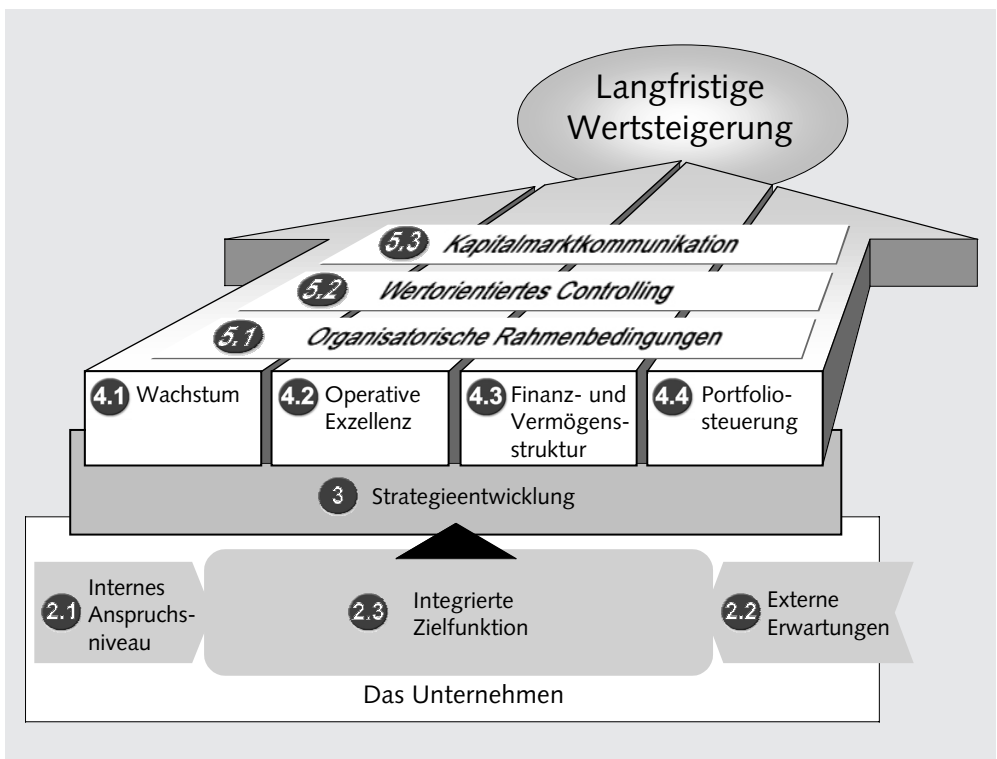 Langfristige
Wertsteigerung
5.3 Kapitalmarktkommunikation
5.2 Wertorientiertes Controlling
5.1 Organisatorische Rahmenbedingungen
4.1 Wachstum
4.2 Operative
Exzellenz
4.3 Finanz- und
Vermögens-
struktur
4.4 Portfolio-
steuerung
3 Strategieentwicklung
2.1 Internes
Anspruchs-
niveau
2.3 Integrierte
Zielfunktion
2.2 Externe
Erwartungen
Das Unternehmen